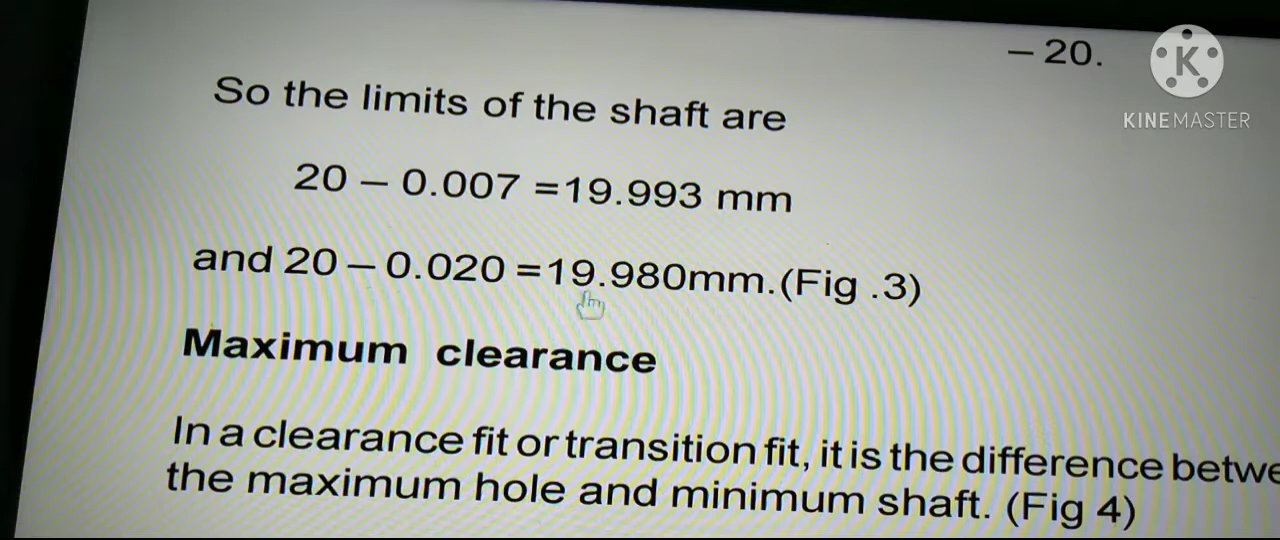 – 20.
K
KINEMASTER
So the limits of the shaft are
20 – 0.007 =19.993 mm
and 20 – 0.020 =19.980mm.(Fig .3)
Maximum clearance
In a clearance fit or transition fit, it is the difference betwe
the maximum hole and minimum shaft. (Fig 4)